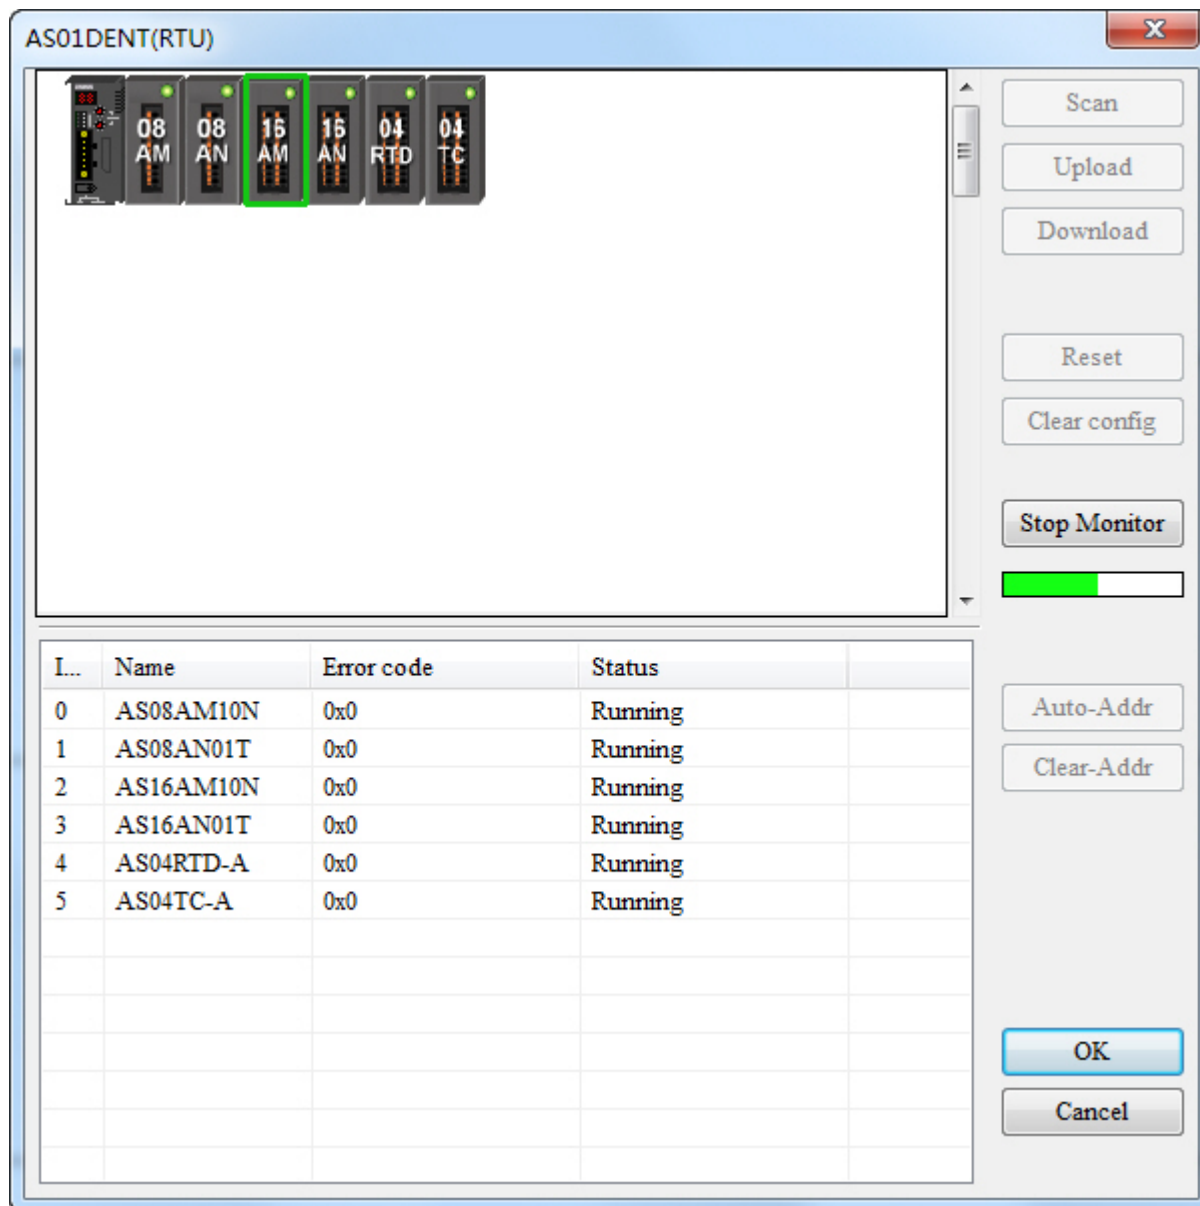 AS01DENT(RTU)
08 AM 08 AN 16 AM 16 AN 04 RTD 04 TC
Scan
Upload
Download
Reset
Clear config
Stop Monitor
I... Name Error code Status
0 AS08AM10N 0x0 Running
1 AS08AN01T 0x0 Running
2 AS16AM10N 0x0 Running
3 AS16AN01T 0x0 Running
4 AS04RTD-A 0x0 Running
5 AS04TC-A 0x0 Running
Auto-Addr
Clear-Addr
OK
Cancel